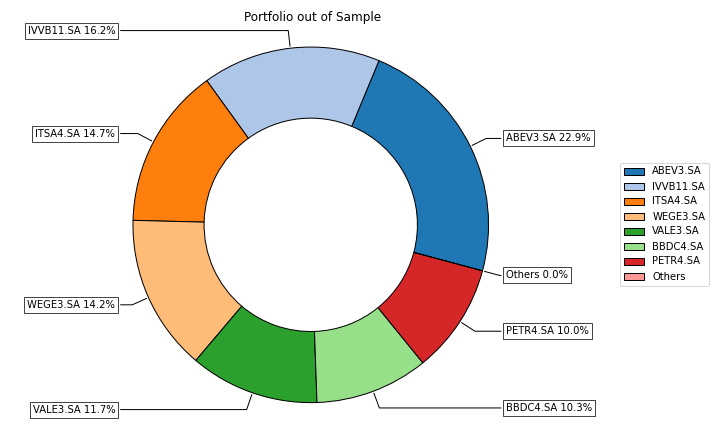 Portfolio out of Sample
IVVB11.SA 16.2%
ITSA4.SA 14.7%
ABEV3.SA 22.9%
WEGE3.SA 14.2%
Others 0.0%
PETR4.SA 10.0%
VALE3.SA 11.7%
BBDC4.SA 10.3%
ABEV3.SA
IVVB11.SA
ITSA4.SA
WEGE3.SA
VALE3.SA
BBDC4.SA
PETR4.SA
Others